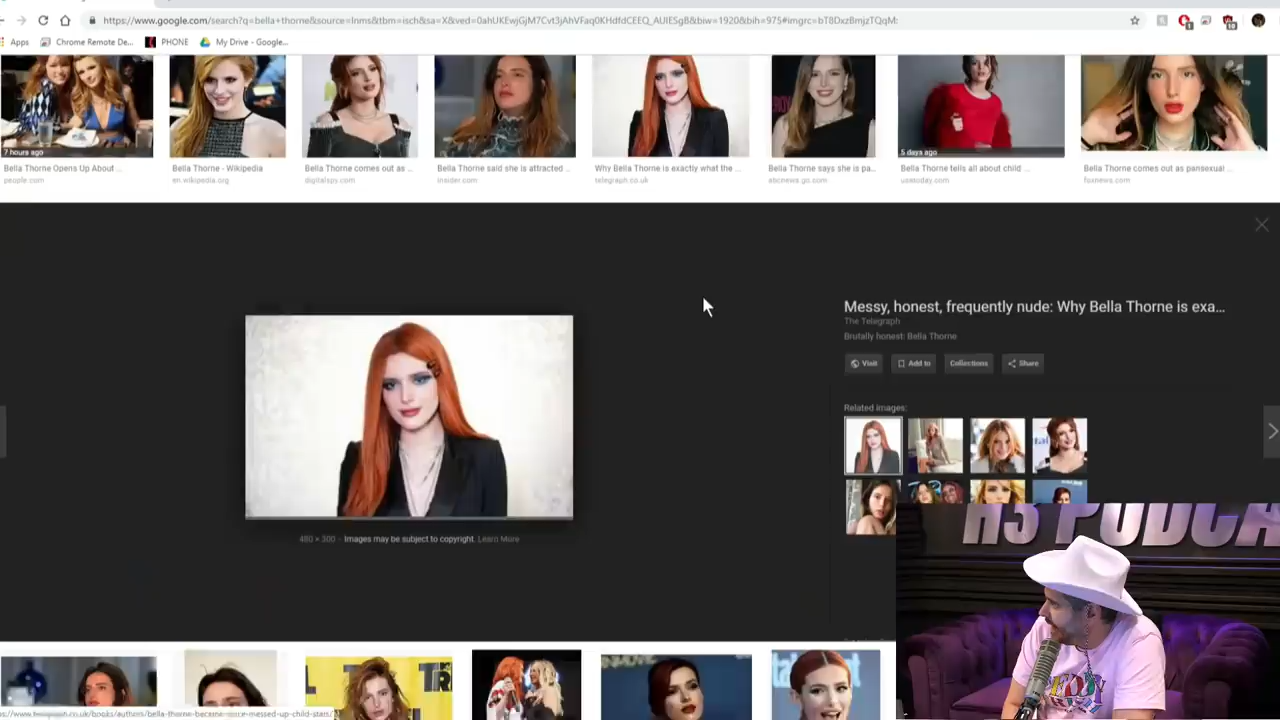 https://www.google.com/search?q=bella+thorne&source=lnms&tbm=isch&sa=X&ved=0ahUKEwjGjM7Cvt3jAhVFaq0KHdfdCEEQ_AUIESgB&biw=1920&bih=975#imgrc=bT8DxzBmjzTQqM:
Apps Chrome Remote De... PHONE My Drive - Google...
7 hours ago
5 days ago
Bella Thorne Opens Up About ...
Bella Thorne - Wikipedia
Bella Thorne comes out as ...
Bella Thorne said she is attracted ...
Why Bella Thorne is exactly what the ...
Bella Thorne says she is pa...
Bella Thorne tells all about child ...
Bella Thorne comes out as pansexual ...
people.com
en.wikipedia.org
digitalspy.com
insider.com
telegraph.co.uk
abcnews.go.com
usatoday.com
foxnews.com
Messy, honest, frequently nude: Why Bella Thorne is exa...
The Telegraph
Brutally honest: Bella Thorne
Visit Add to Collections Share
Related images:
480 × 300 - Images may be subject to copyright. Learn More
H3 PODCA